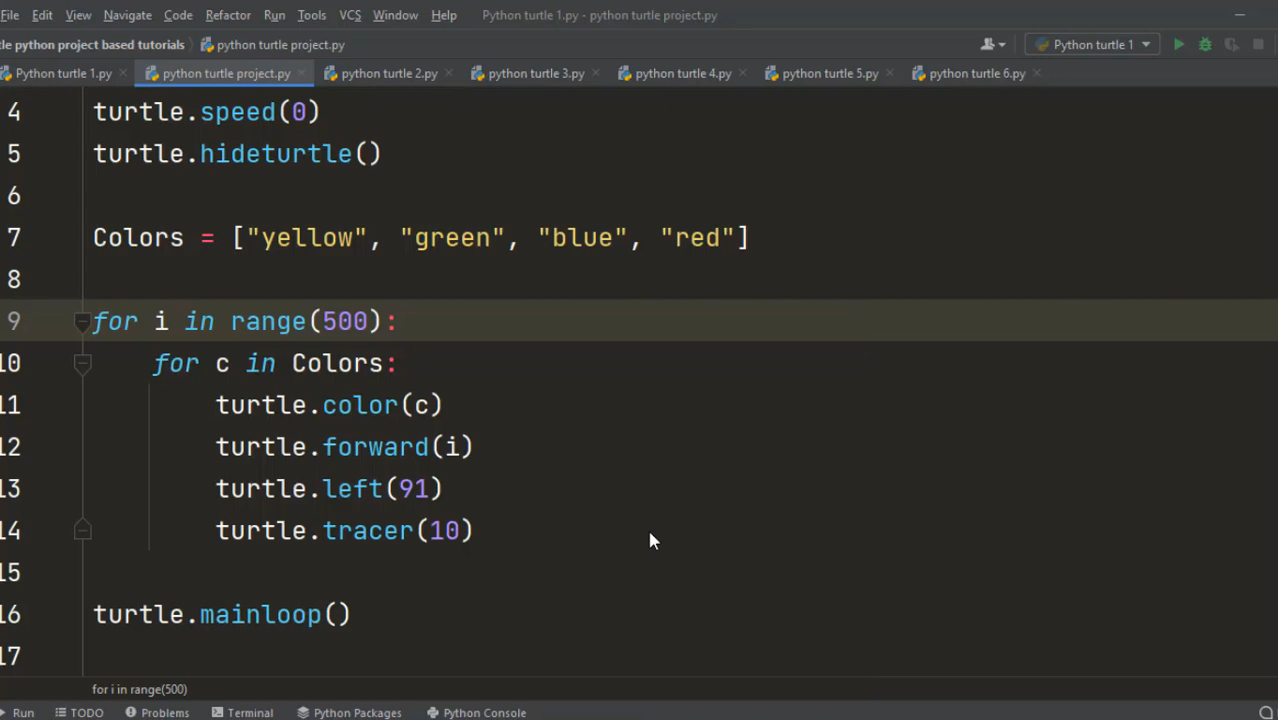 File Edit View Navigate Code Refactor Run Tools VCS Window Help Python turtle 1.py - python turtle project.py
tle python project based tutorials python turtle project.py Python turtle 1
Python turtle 1.py python turtle project.py python turtle 2.py python turtle 3.py python turtle 4.py python turtle 5.py python turtle 6.py
4 turtle.speed(0)
5 turtle.hideturtle()
6
7 Colors = ["yellow", "green", "blue", "red"]
8
9 for i in range(500):
10 for c in Colors:
11 turtle.color(c)
12 turtle.forward(i)
13 turtle.left(91)
14 turtle.tracer(10)
15
16 turtle.mainloop()
17
for i in range(500)
Run TODO Problems Terminal Python Packages Python Console